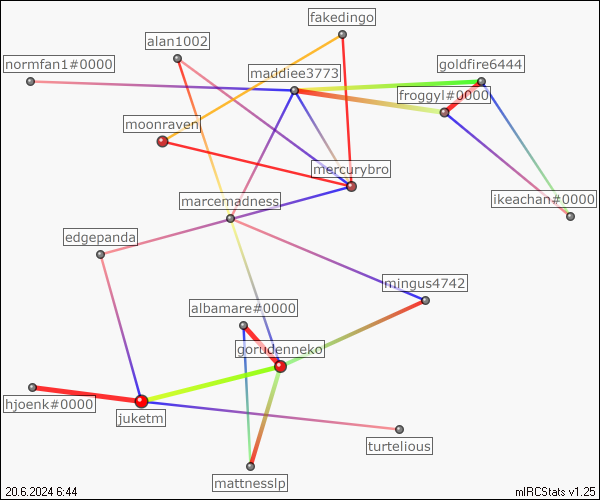 fakedingo
alan1002
normfan1#0000
goldfire6444
maddiee3773
froggyl#0000
moonraven
mercurybro
ikeachan#0000
marcemadness
edgepanda
mingus4742
albamare#0000
gorudenneko
hjoenk#0000
juketm
turtelious
mattnesslp
20.6.2024 6:44
mIRCStats v1.25